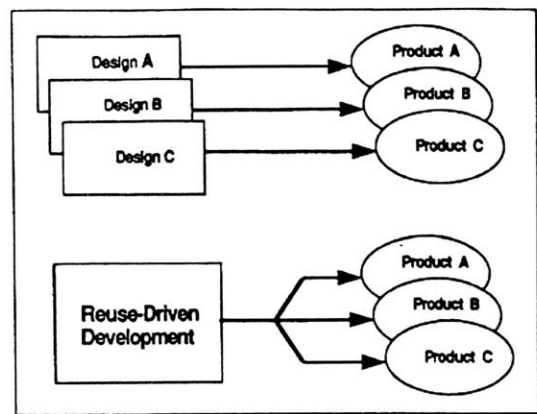 Design A
Product A
Design B
Product B
Design C
Product C
Reuse-Driven
Development
Product A
Product B
Product C